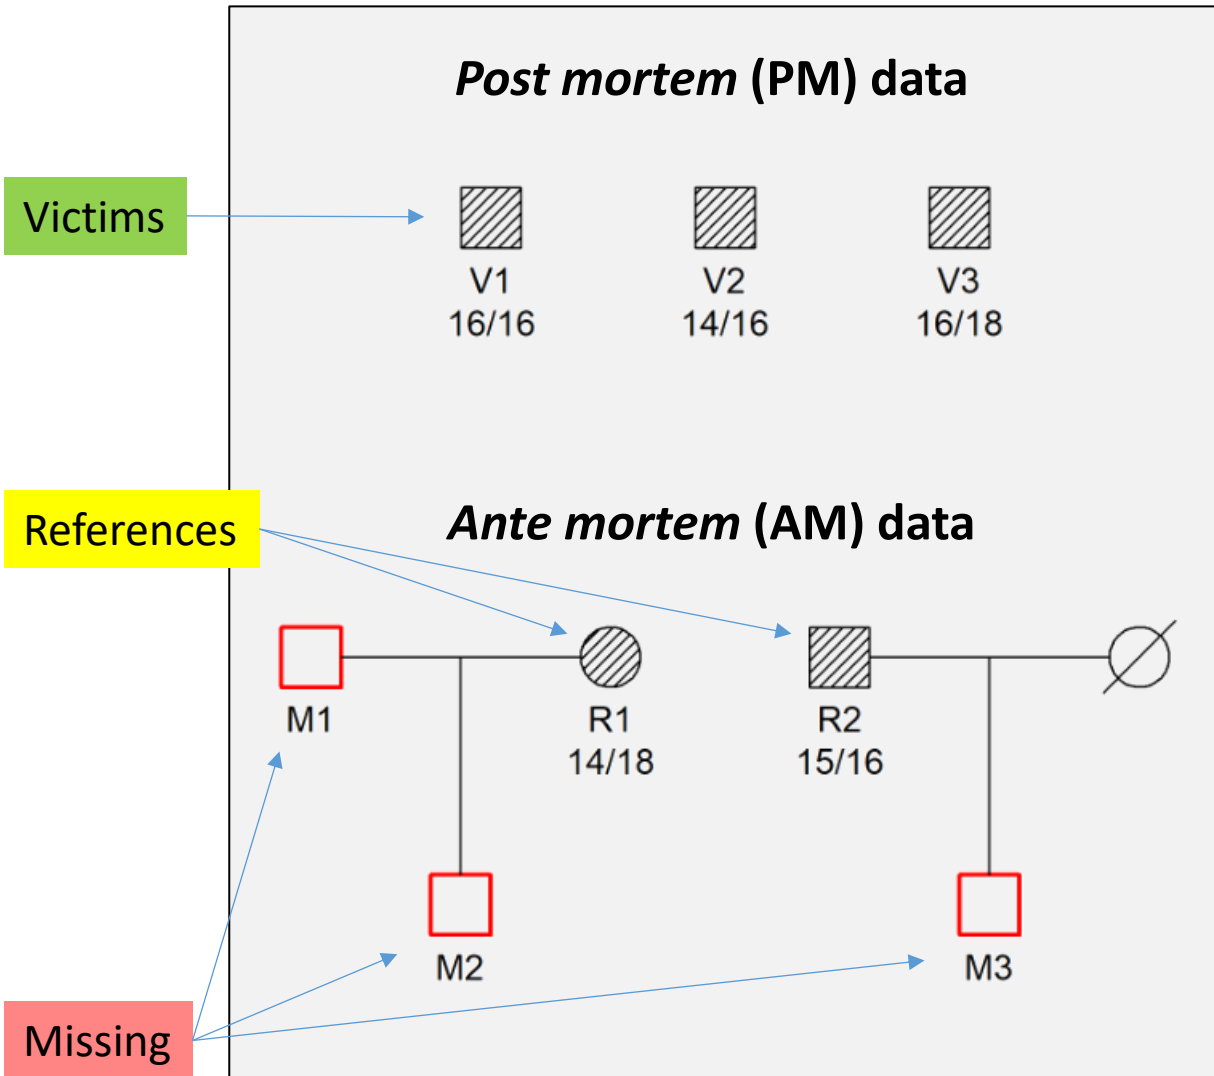 Post mortem (PM) data
Victims
V1
16/16
V2
14/16
V3
16/18
References
Ante mortem (AM) data
M1
R1
14/18
R2
15/16
M2
M3
Missing